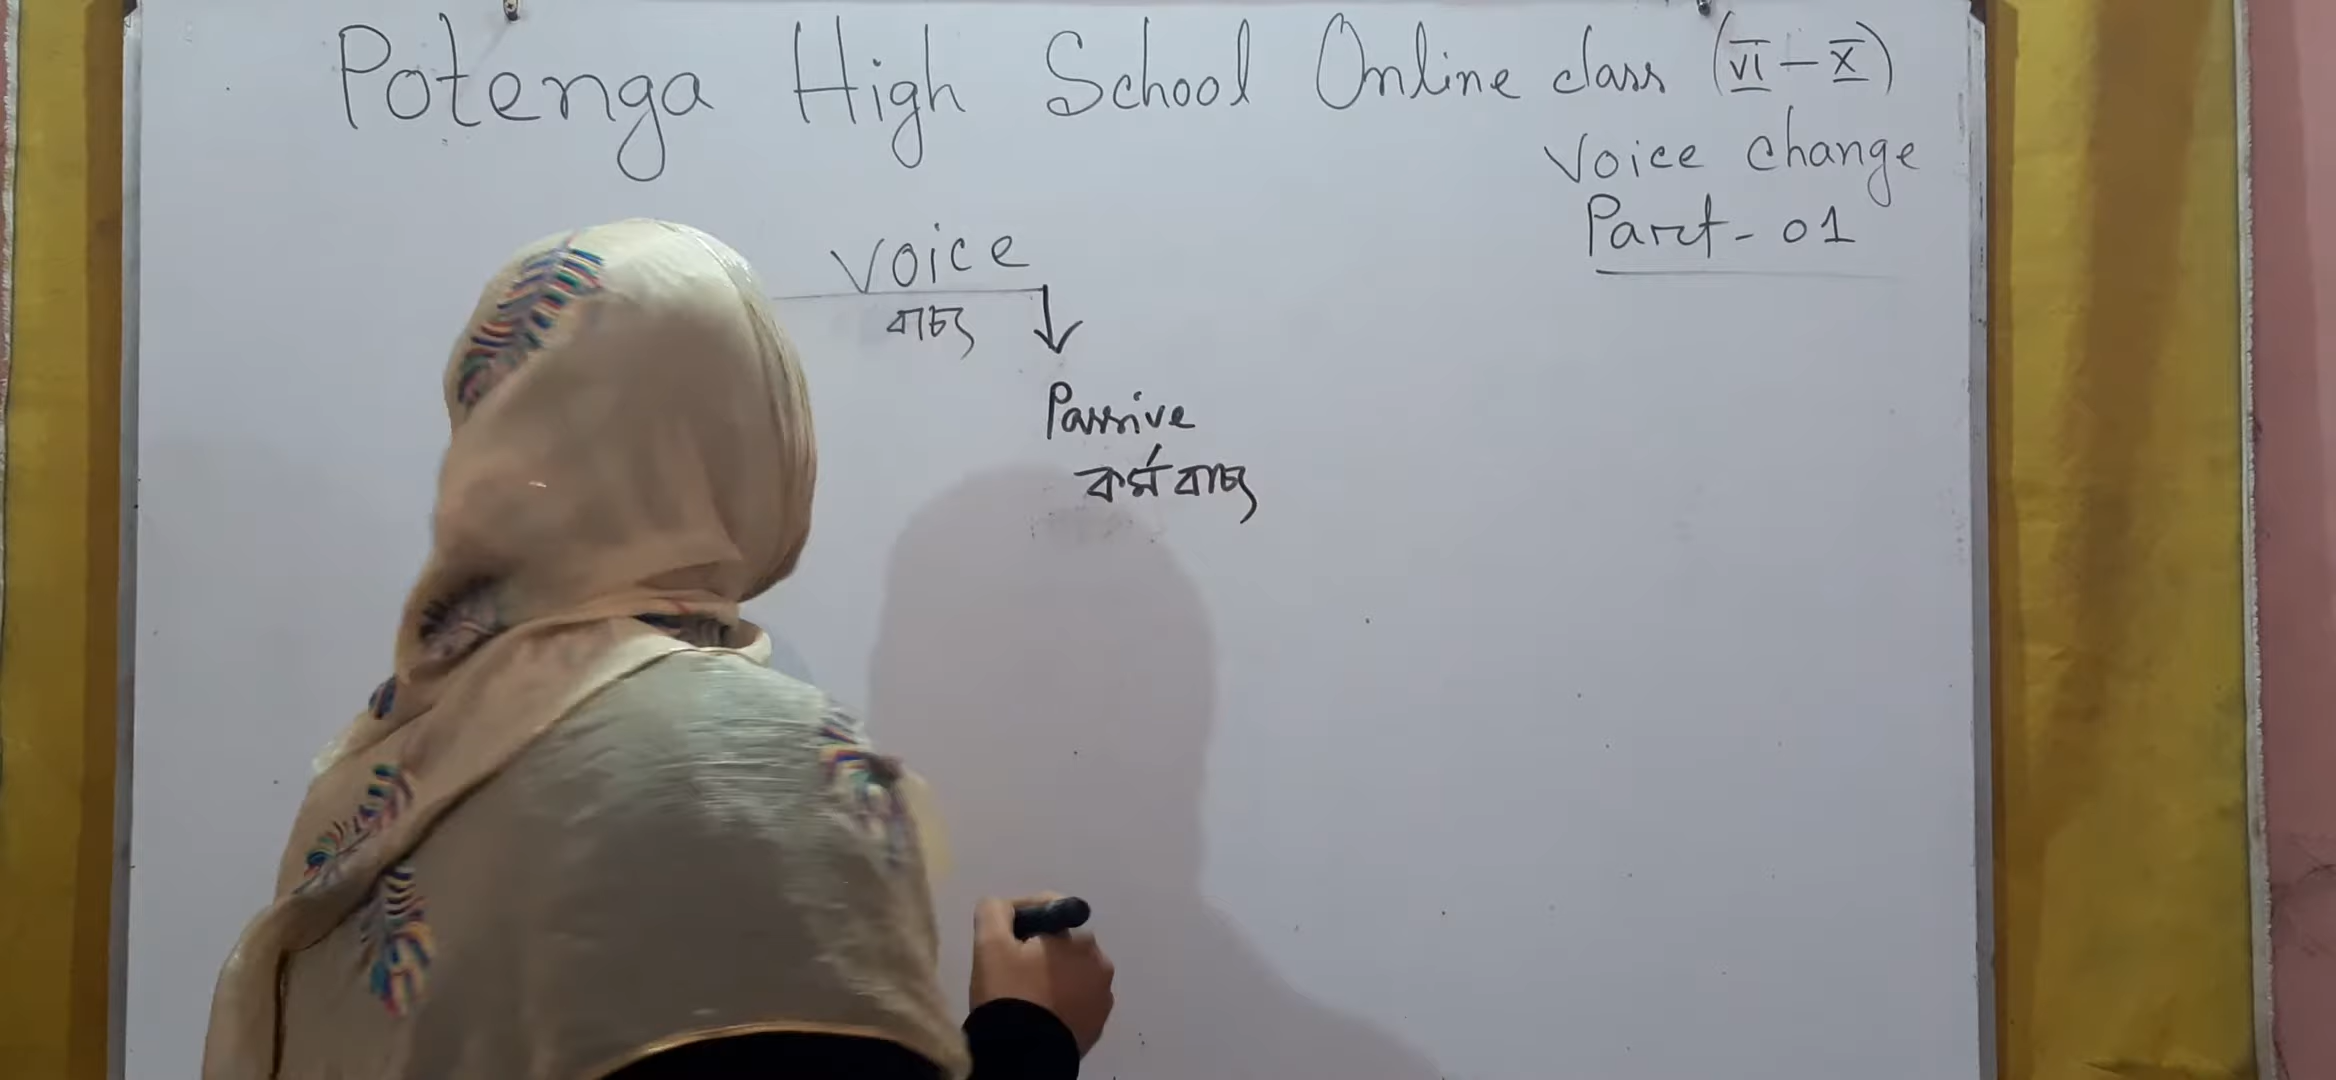 Potenga High School Online class (VI - X)
Voice change
Part - 01
Voice
বাচ্য
Passive
কর্মবাচ্য